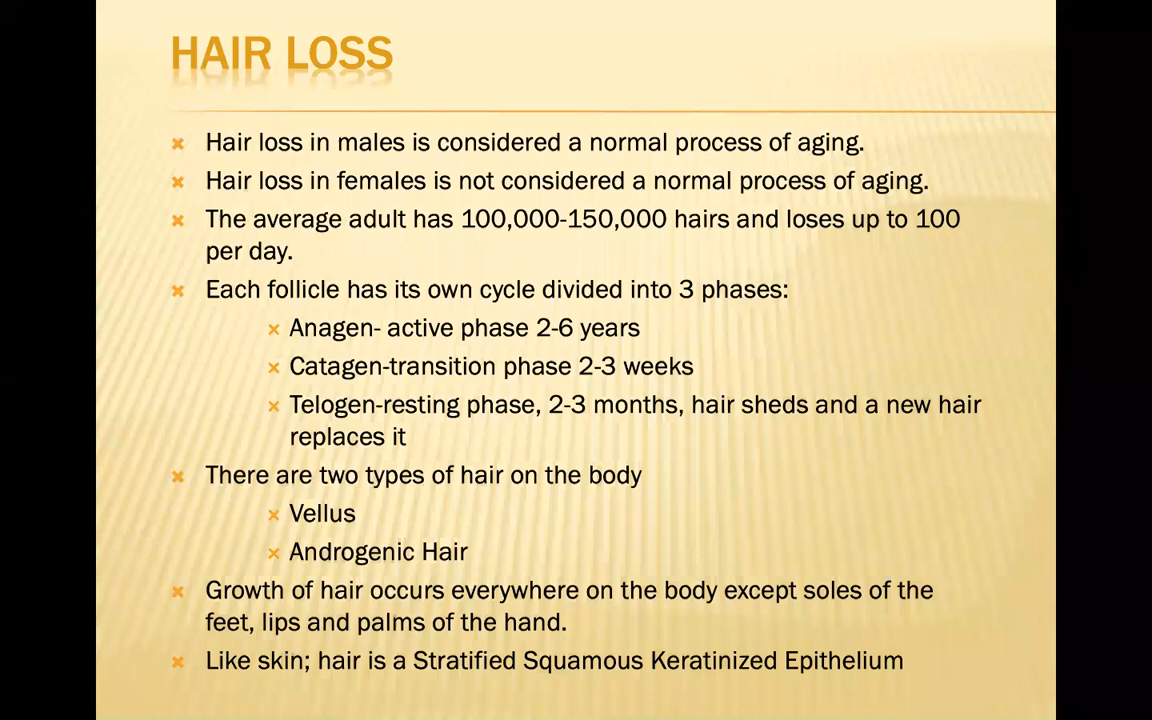 HAIR LOSS
Hair loss in males is considered a normal process of aging.
Hair loss in females is not considered a normal process of aging.
The average adult has 100,000-150,000 hairs and loses up to 100
per day.
Each follicle has its own cycle divided into 3 phases:
Anagen- active phase 2-6 years
Catagen-transition phase 2-3 weeks
Telogen-resting phase, 2-3 months, hair sheds and a new hair
replaces it
There are two types of hair on the body
Vellus
Androgenic Hair
Growth of hair occurs everywhere on the body except soles of the
feet, lips and palms of the hand.
Like skin; hair is a Stratified Squamous Keratinized Epithelium